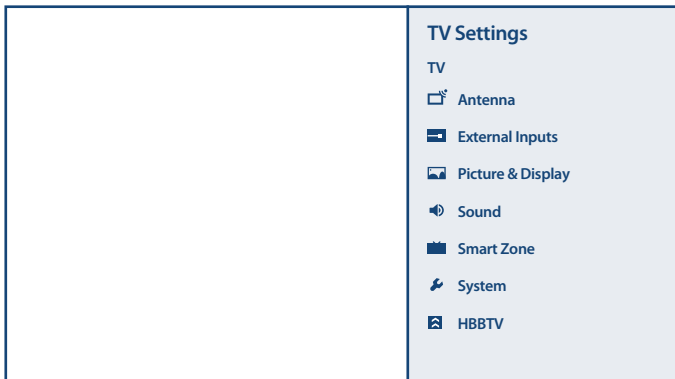 TV Settings
TV
Antenna
External Inputs
Picture & Display
Sound
Smart Zone
System
HBBTV